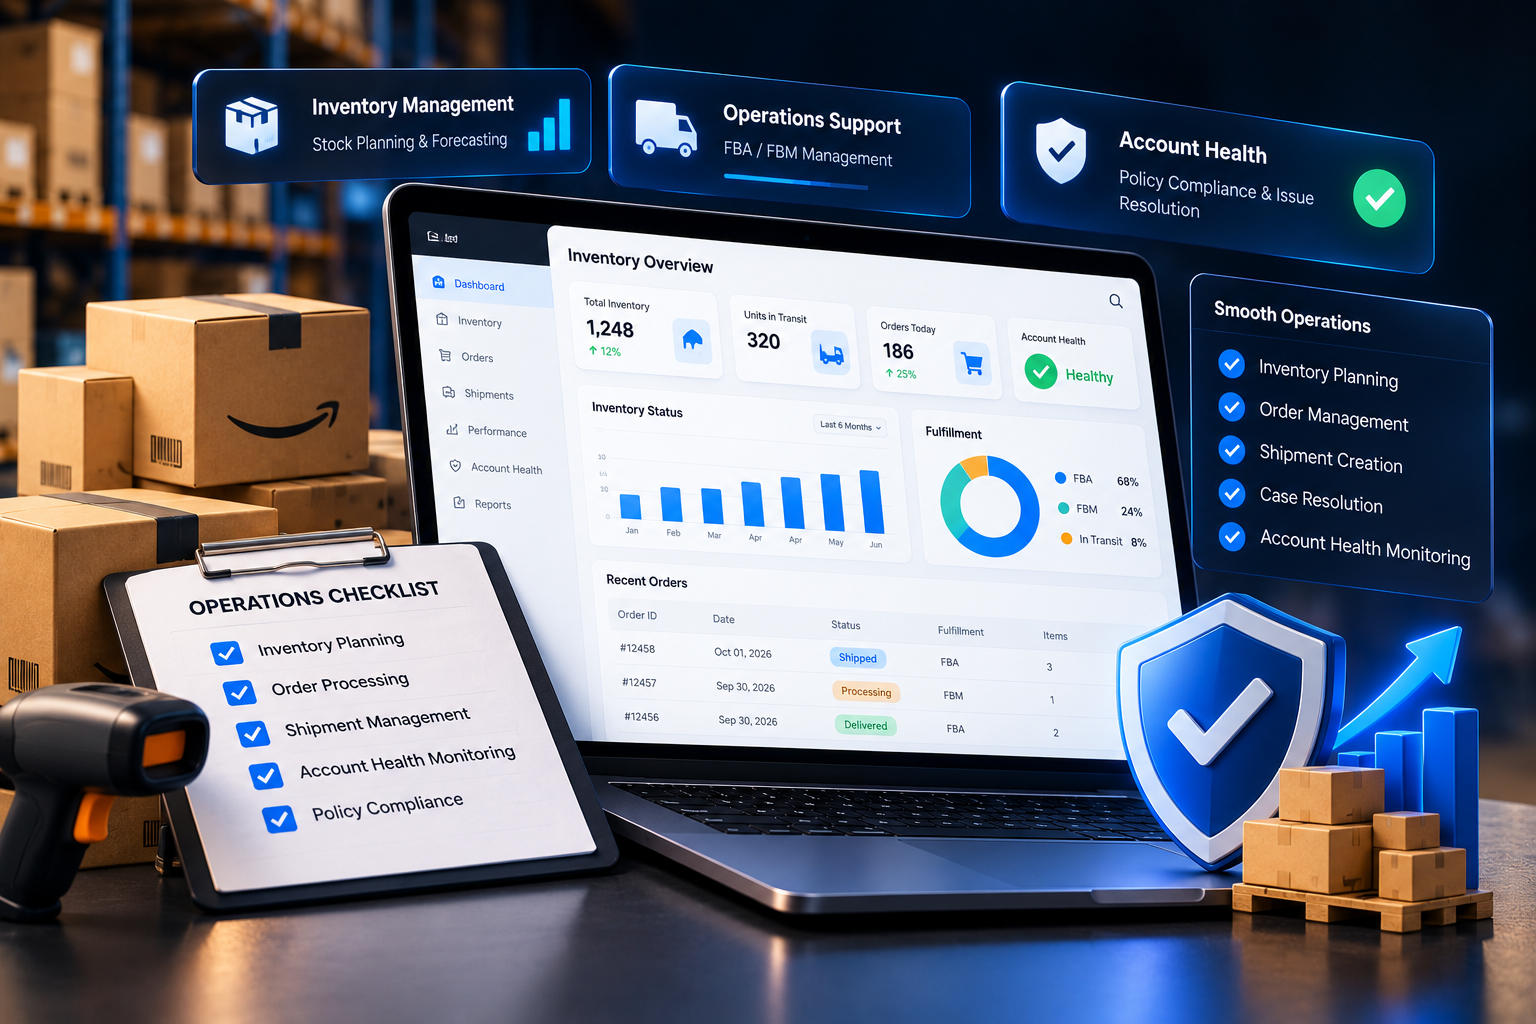 Inventory Management
Stock Planning & Forecasting
Operations Support
FBA / FBM Management
Account Health
Policy Compliance & Issue
Resolution
Smooth Operations
Inventory Planning
Order Management
Shipment Creation
Case Resolution
Account Health Monitoring
Dashboard
Inventory
Orders
Shipments
Performance
Account Health
Reports
Inventory Overview
Total Inventory
1,248
↑ 12%
Units in Transit
320
Orders Today
186
↑ 25%
Account Health
Healthy
Inventory Status
Last 6 Months
Jan Feb Mar Apr Apr May Jun
Fulfillment
FBA 68%
FBM 24%
In Transit 8%
Recent Orders
Order ID Date Status Fulfillment Items
#12458 Oct 01, 2026 Shipped FBA 3
#12457 Sep 30, 2026 Processing FBM 1
#12456 Sep 30, 2026 Delivered FBA 2
OPERATIONS CHECKLIST
Inventory Planning
Order Processing
Shipment Management
Account Health Monitoring
Policy Compliance